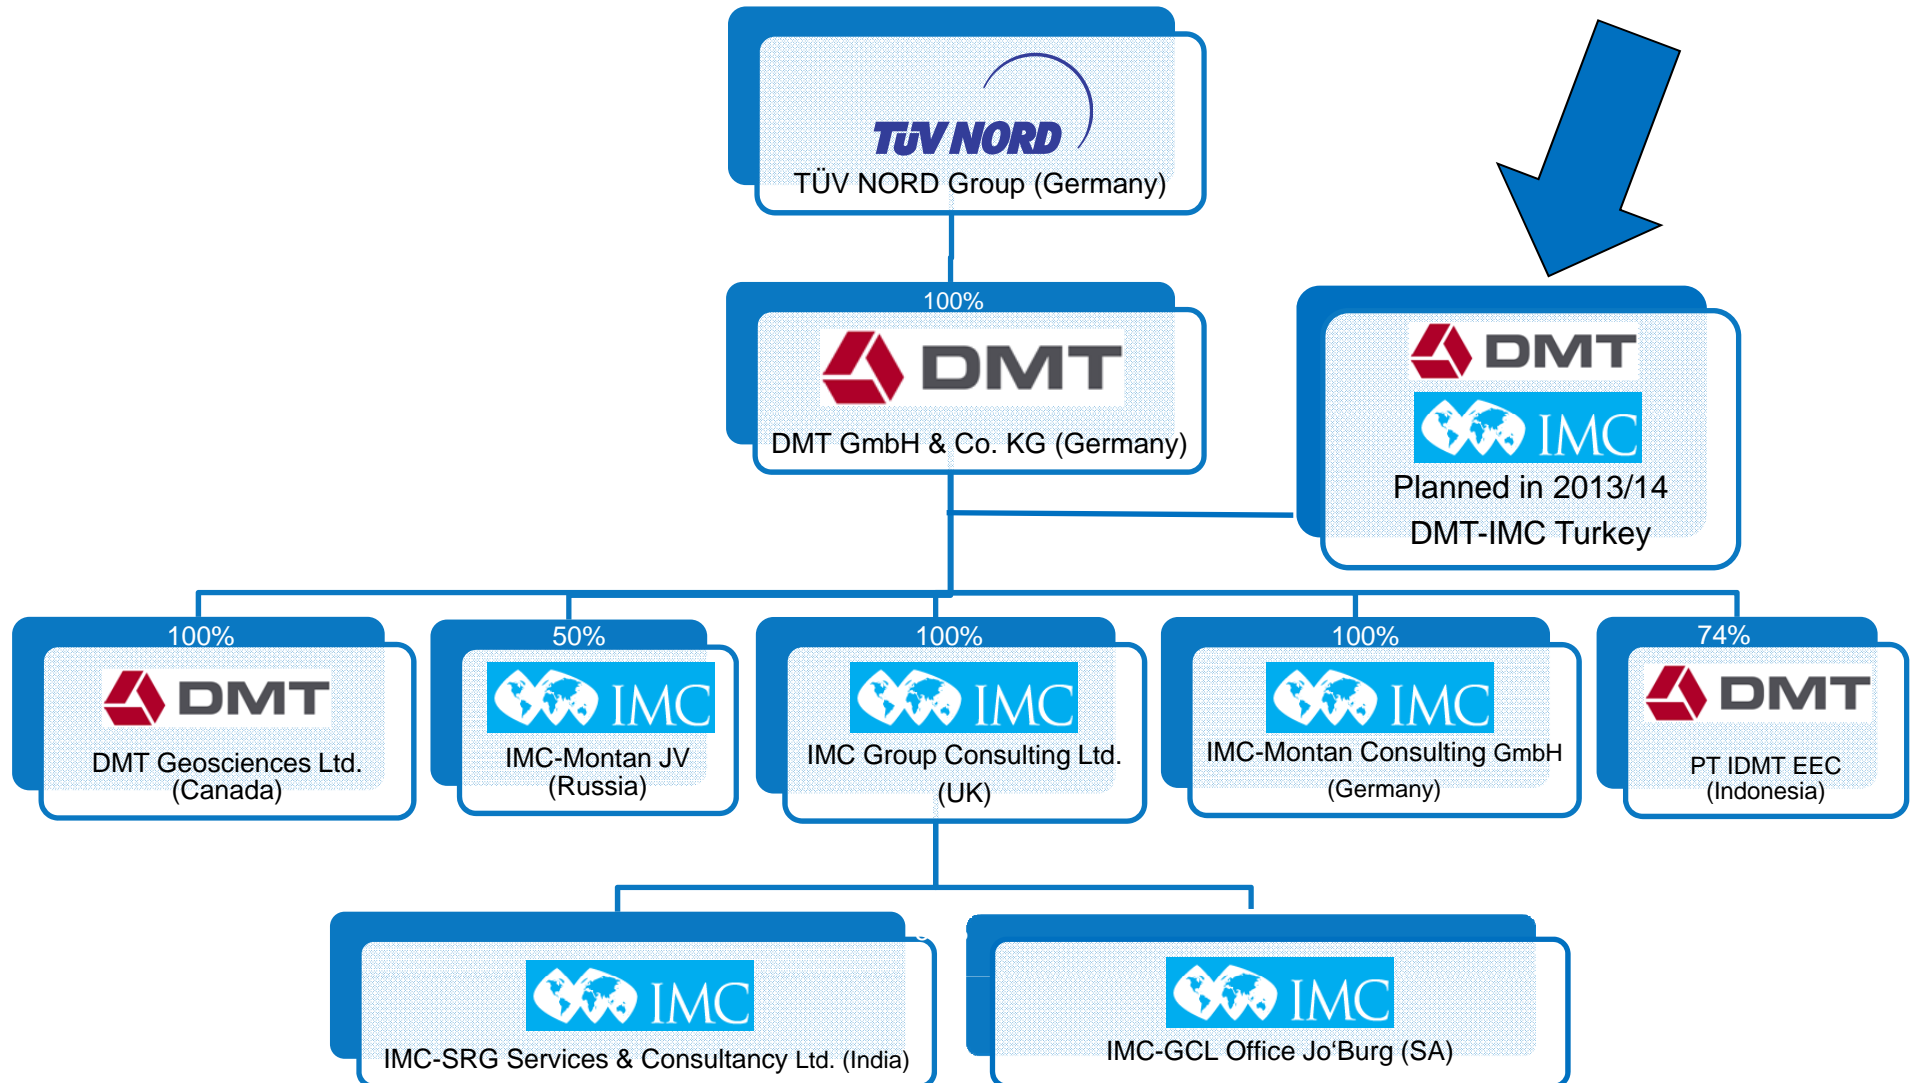 TÜV NORD
TÜV NORD Group (Germany)
100%
DMT
DMT GmbH & Co. KG (Germany)
DMT
IMC
Planned in 2013/14
DMT-IMC Turkey
100%
DMT
DMT Geosciences Ltd.
(Canada)
50%
IMC
IMC-Montan JV
(Russia)
100%
IMC
IMC Group Consulting Ltd.
(UK)
100%
IMC
IMC-Montan Consulting GmbH
(Germany)
74%
DMT
PT IDMT EEC
(Indonesia)
IMC
IMC-SRG Services & Consultancy Ltd. (India)
IMC
IMC-GCL Office Jo‘Burg (SA)